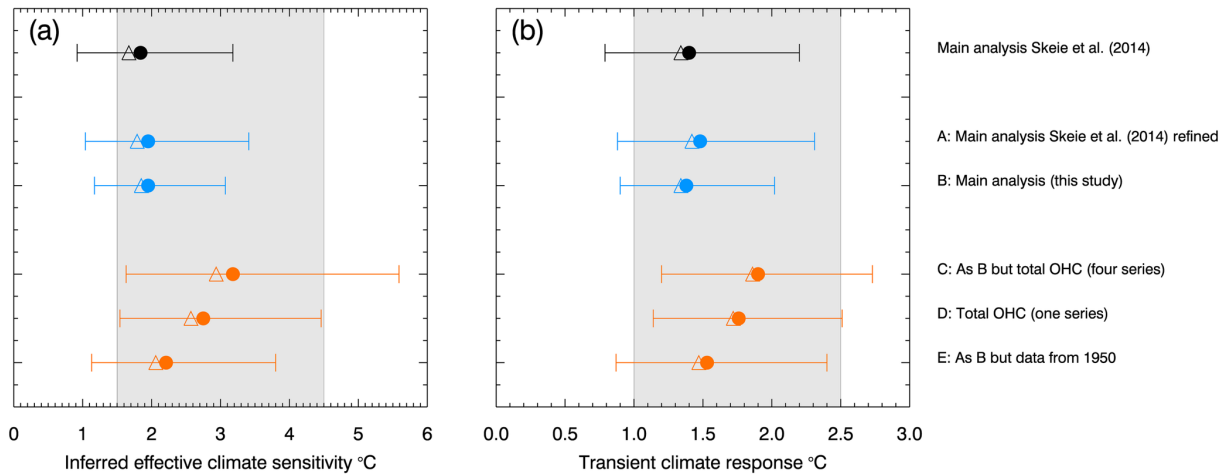 (a)
(b)
Main analysis Skeie et al. (2014)
A: Main analysis Skeie et al. (2014) refined
B: Main analysis (this study)
C: As B but total OHC (four series)
D: Total OHC (one series)
E: As B but data from 1950
0 1 2 3 4 5 6
0.0 0.5 1.0 1.5 2.0 2.5 3.0
Inferred effective climate sensitivity °C
Transient climate response °C